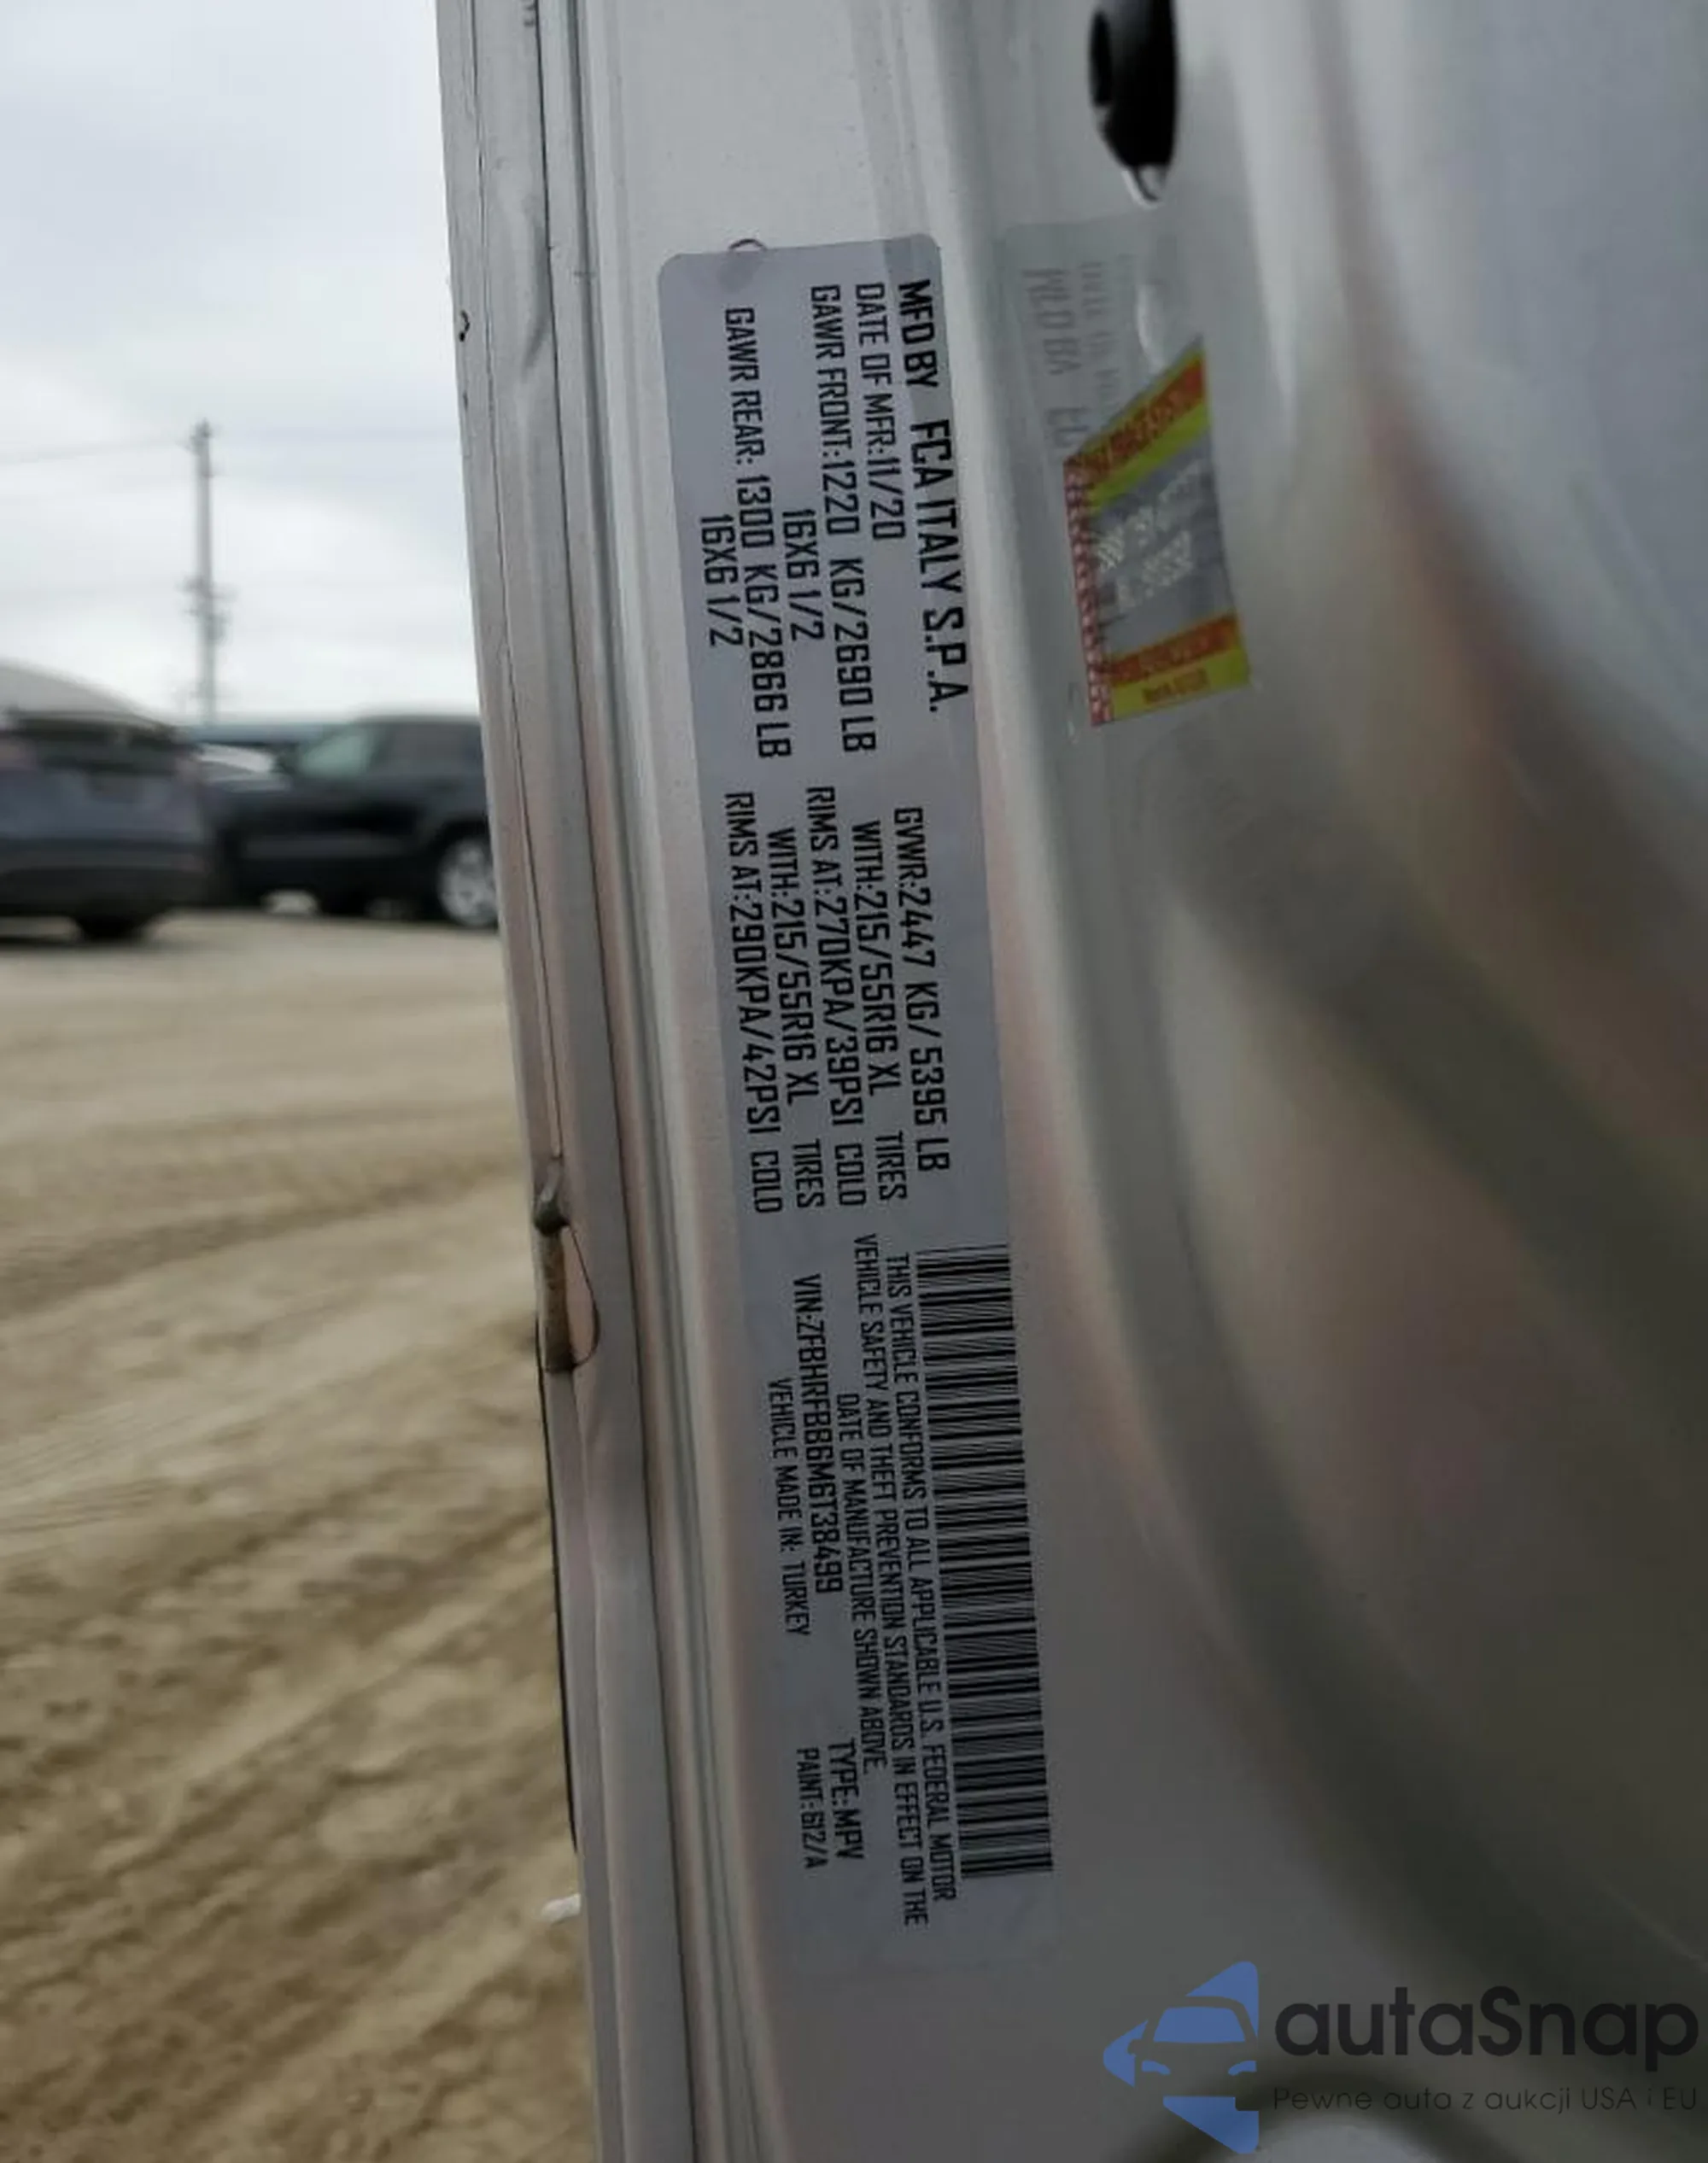 MFD BY FCA ITALY S.P.A.
DATE OF MFR:11/20
GAWR FRONT:1220 KG/2690 LB
16X6 1/2
GAWR REAR: 1300 KG/2866 LB
16X6 1/2
GVWR:2447 KG/ 5395 LB
WITH:215/55R16 XL TIRES
RIMS AT:270KPA/39PSI COLD
WITH:215/55R16 XL TIRES
RIMS AT:290KPA/42PSI COLD
THIS VEHICLE CONFORMS TO ALL APPLICABLE U.S. FEDERAL MOTOR
VEHICLE SAFETY AND THEFT PREVENTION STANDARDS IN EFFECT ON THE
DATE OF MANUFACTURE SHOWN ABOVE.
VIN:ZFBHRFBB6M6T38499 TYPE:MPV
VEHICLE MADE IN: TURKEY PAINT:612/A
autaSnap
Pewne auta z aukcji USA i EU